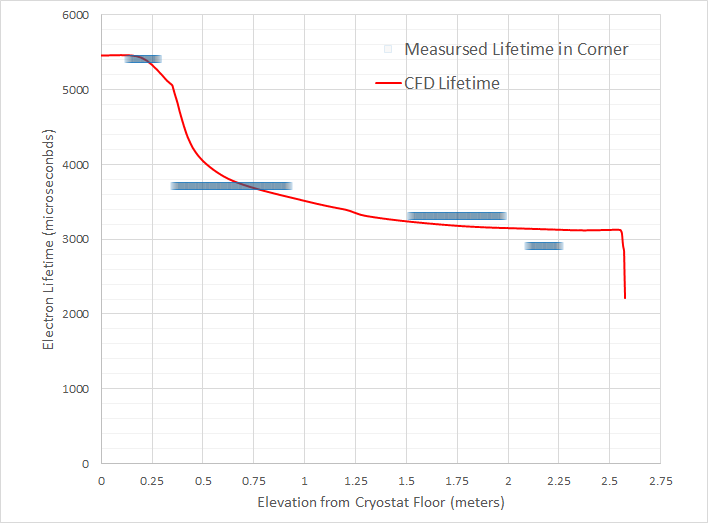 6000
Measursed Lifetime in Corner
CFD Lifetime
5000
4000
3000
2000
1000
0
Electron Lifetime (microseconbds)
0 0.25 0.5 0.75 1 1.25 1.5 1.75 2 2.25 2.5 2.75
Elevation from Cryostat Floor (meters)